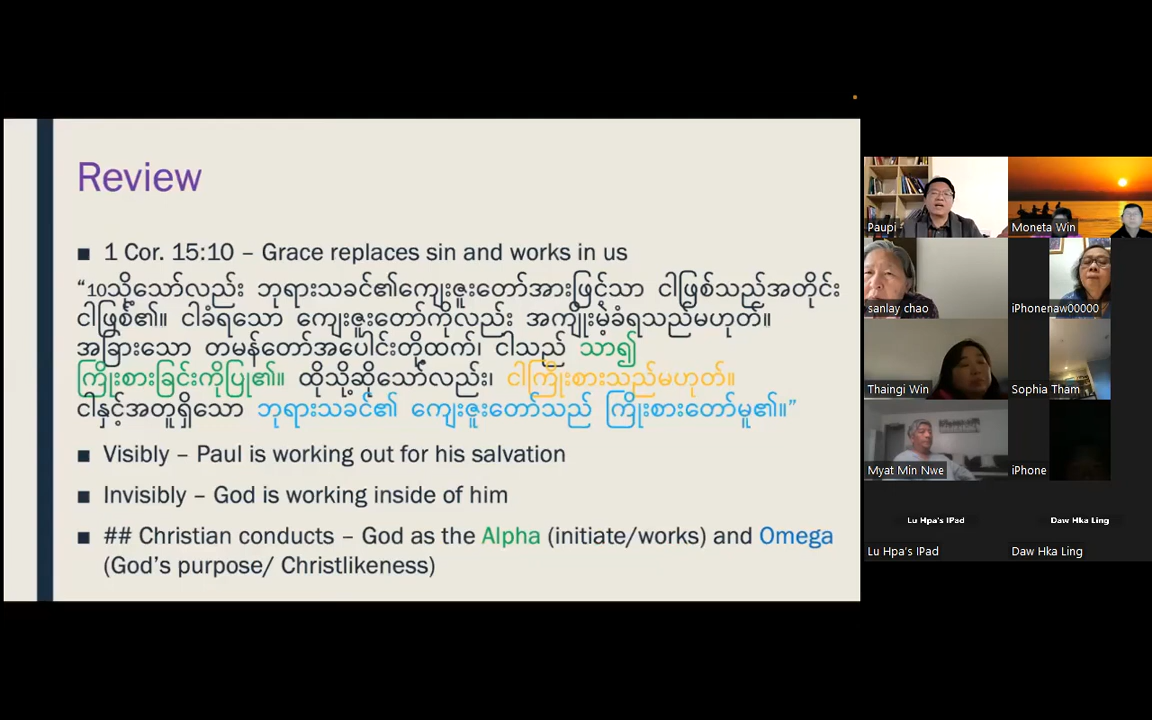 Review
■ 1 Cor. 15:10 – Grace replaces sin and works in us
“10သို့သော်လည်း ဘုရားသခင်၏ကျေးဇူးတော်အားဖြင့်သာ ငါဖြစ်သည်အတိုင်း
ငါဖြစ်၏။ ငါခံရသော ကျေးဇူးတော်ကိုလည်း အကျိုးမဲ့ခံရသည်မဟုတ်။
အခြားသော တမန်တော်အပေါင်းတို့ထက်၊ ငါသည် သာ၍
ကြိုးစားခြင်းကိုပြု၏။ ထိုသို့ဆိုသော်လည်း၊ ငါကြိုးစားသည်မဟုတ်။
ငါနှင့်အတူရှိသော ဘုရားသခင်၏ ကျေးဇူးတော်သည် ကြိုးစားတော်မူ၏။”
■ Visibly – Paul is working out for his salvation
■ Invisibly – God is working inside of him
■ ## Christian conducts – God as the Alpha (initiate/works) and Omega
(God’s purpose/ Christlikeness)
Paupi
Moneta Win
sanlay chao
iPhonenaw00000
Thaingi Win
Sophia Tham
Myat Min Nwe
iPhone
Lu Hpa's IPad
Daw Hka Ling
Lu Hpa's IPad
Daw Hka Ling